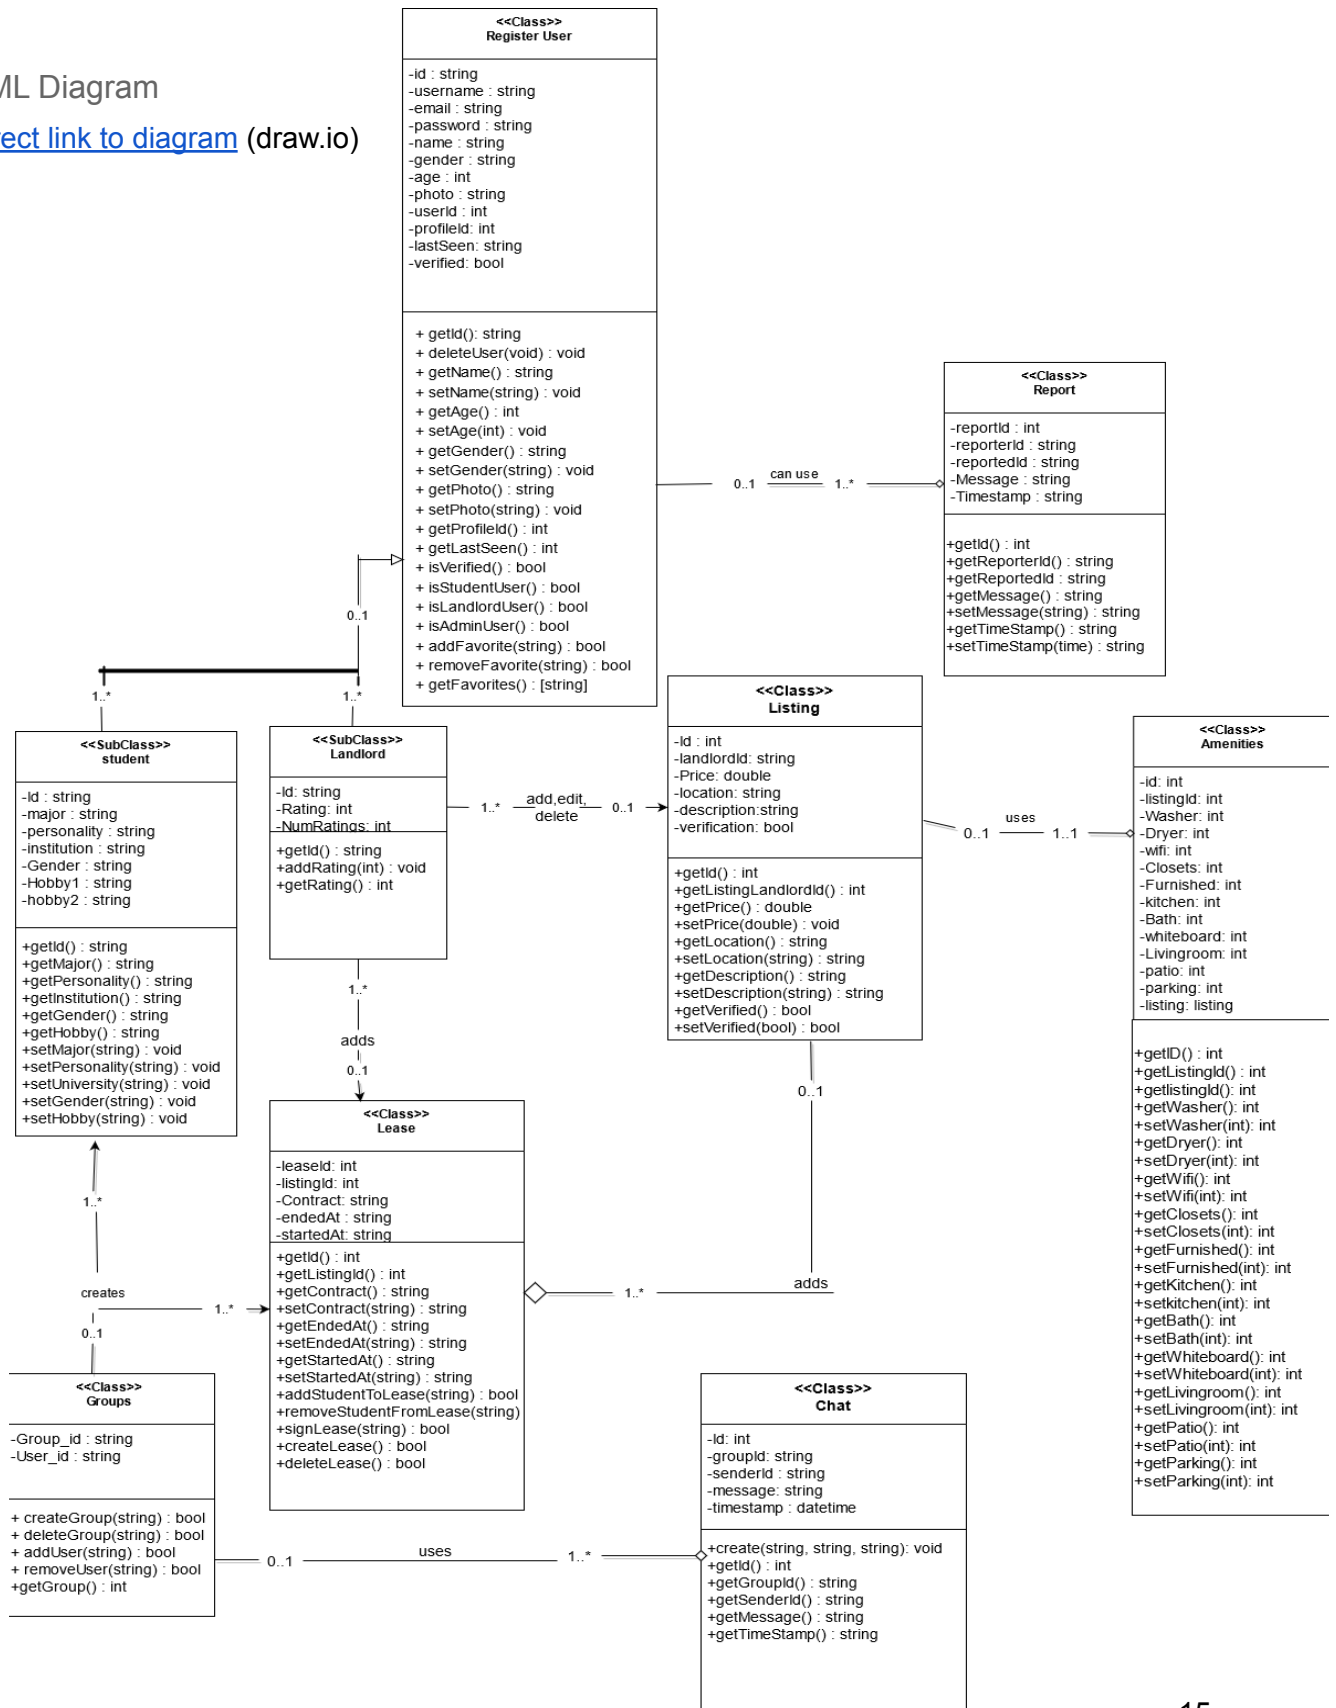 ML Diagram
rect link to diagram (draw.io)
<<Class>>
Register User
-id : string
-username : string
-email : string
-password : string
-name : string
-gender : string
-age : int
-photo : string
-userId : int
-profileId: int
-lastSeen: string
-verified: bool
+ getId(): string
+ deleteUser(void) : void
+ getName() : string
+ setName(string) : void
+ getAge() : int
+ setAge(int) : void
+ getGender() : string
+ setGender(string) : void
+ getPhoto() : string
+ setPhoto(string) : void
+ getProfileId() : int
+ getLastSeen() : int
+ isVerified() : bool
+ isStudentUser() : bool
+ isLandlordUser() : bool
+ isAdminUser() : bool
+ addFavorite(string) : bool
+ removeFavorite(string) : bool
+ getFavorites() : [string]
0..1 can use 1..*
<<Class>>
Report
-reportId : int
-reporterId : string
-reportedId : string
-Message : string
-Timestamp : string
+getId() : int
+getReporterId() : string
+getReportedId : string
+getMessage() : string
+setMessage(string) : string
+getTimeStamp() : string
+setTimeStamp(time) : string
0..1
1..*
1..*
<<SubClass>>
student
-Id : string
-major : string
-personality : string
-institution : string
-Gender : string
-Hobby1 : string
-hobby2 : string
+getId() : string
+getMajor() : string
+getPersonality() : string
+getInstitution() : string
+getGender() : string
+getHobby() : string
+setMajor(string) : void
+setPersonality(string) : void
+setUniversity(string) : void
+setGender(string) : void
+setHobby(string) : void
<<SubClass>>
Landlord
-Id: string
-Rating: int
-NumRatings: int
+getId() : string
+addRating(int) : void
+getRating() : int
1..* add,edit, 0..1
delete
<<Class>>
Listing
-Id : int
-landlordId: string
-Price: double
-location: string
-description:string
-verification: bool
+getId() : int
+getListingLandlordId() : int
+getPrice() : double
+setPrice(double) : void
+getLocation() : string
+setLocation(string) : string
+getDescription() : string
+setDescription(string) : string
+getVerified() : bool
+setVerified(bool) : bool
uses
0..1 1..1
<<Class>>
Amenities
-id: int
-listingId: int
-Washer: int
-Dryer: int
-wifi: int
-Closets: int
-Furnished: int
-kitchen: int
-Bath: int
-whiteboard: int
-Livingroom: int
-patio: int
-parking: int
-listing: listing
+getID() : int
+getListingId() : int
+getlistingId(): int
+getWasher(): int
+setWasher(int): int
+getDryer(): int
+setDryer(int): int
+getWifi(): int
+setWifi(int): int
+getClosets(): int
+setClosets(int): int
+getFurnished(): int
+setFurnished(int): int
+getKitchen(): int
+setkitchen(int): int
+getBath(): int
+setBath(int): int
+getWhiteboard(): int
+setWhiteboard(int): int
+getLivingroom(): int
+setLivingroom(int): int
+getPatio(): int
+setPatio(int): int
+getParking(): int
+setParking(int): int
1..*
adds
0..1
<<Class>>
Lease
-leaseId: int
-listingId: int
-Contract: string
-endedAt : string
-startedAt: string
+getId() : int
+getListingId() : int
+getContract() : string
+setContract(string) : string
+getEndedAt() : string
+setEndedAt(string) : string
+getStartedAt() : string
+setStartedAt(string) : string
+addStudentToLease(string) : bool
+removeStudentFromLease(string)
+signLease(string) : bool
+createLease() : bool
+deleteLease() : bool
0..1
adds
1..*
1..*
creates
1..*
0..1
<<Class>>
Groups
-Group_id : string
-User_id : string
+ createGroup(string) : bool
+ deleteGroup(string) : bool
+ addUser(string) : bool
+ removeUser(string) : bool
+getGroup() : int
0..1 uses 1..*
<<Class>>
Chat
-Id: int
-groupId: string
-senderId : string
-message: string
-timestamp : datetime
+create(string, string, string): void
+getId() : int
+getGroupId() : string
+getSenderId() : string
+getMessage() : string
+getTimeStamp() : string
15